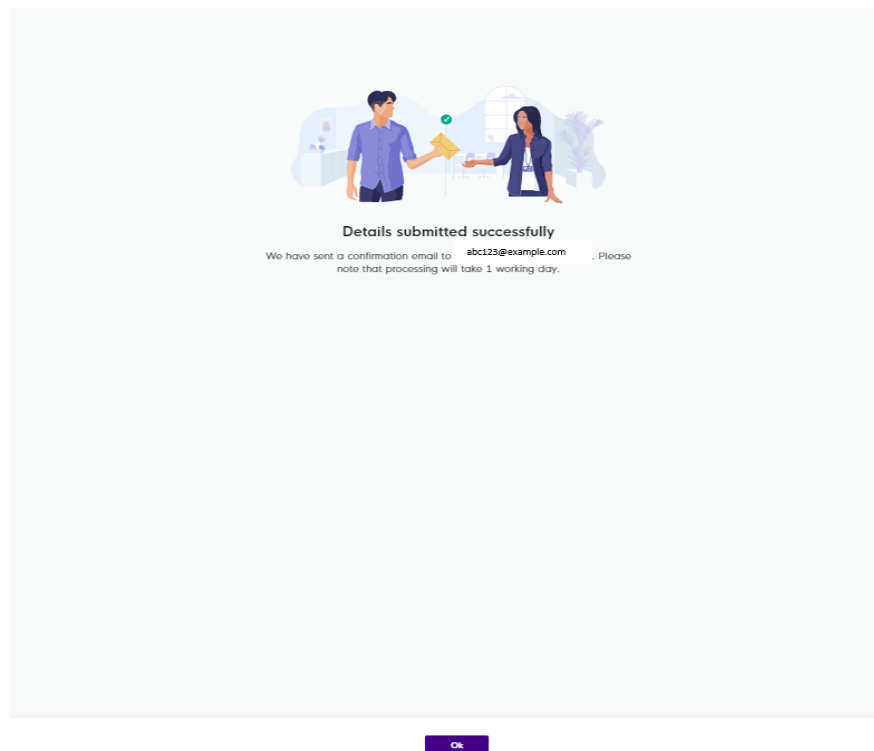 Details submitted successfully
We have sent a confirmation email to abc123@example.com. Please
note that processing will take 1 working day.
Ok